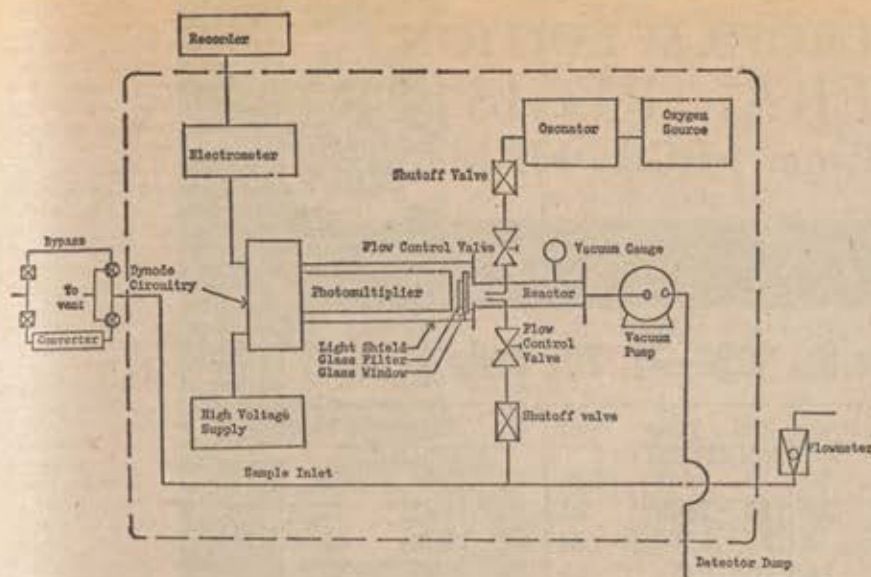 Recorder
Electrometer
Ozonator
Oxygen
Source
Shutoff Valve
Bypass
Dynode
Circuitry
To
vent
Converter
Flow Control Valve
Vacuum Gauge
Photomultiplier
Reactor
Light Shield
Glass Filter
Glass Window
Flow
Control
Valve
Vacuum
Pump
High Voltage
Supply
Shutoff valve
Sample Inlet
Flowmeter
Detector Dump